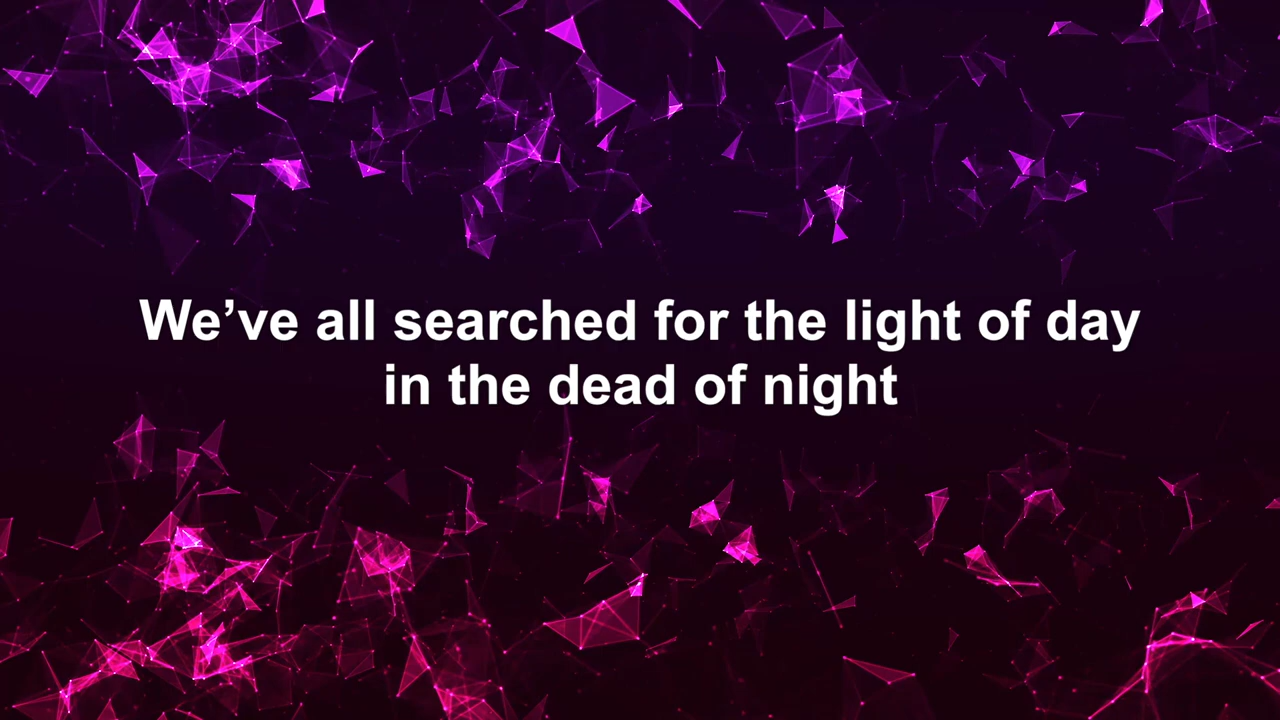 We’ve all searched for the light of day
in the dead of night